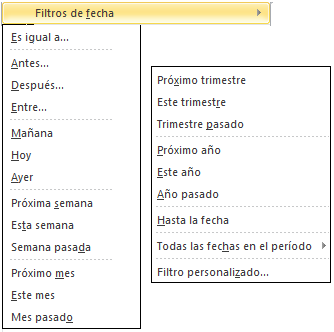 Filtros de fecha
Es igual a...
Antes...
Después...
Entre...
Mañana
Hoy
Ayer
Próxima semana
Esta semana
Semana pasada
Próximo mes
Este mes
Mes pasado
Próximo trimestre
Este trimestre
Trimestre pasado
Próximo año
Este año
Año pasado
Hasta la fecha
Todas las fechas en el período
Filtro personalizado...